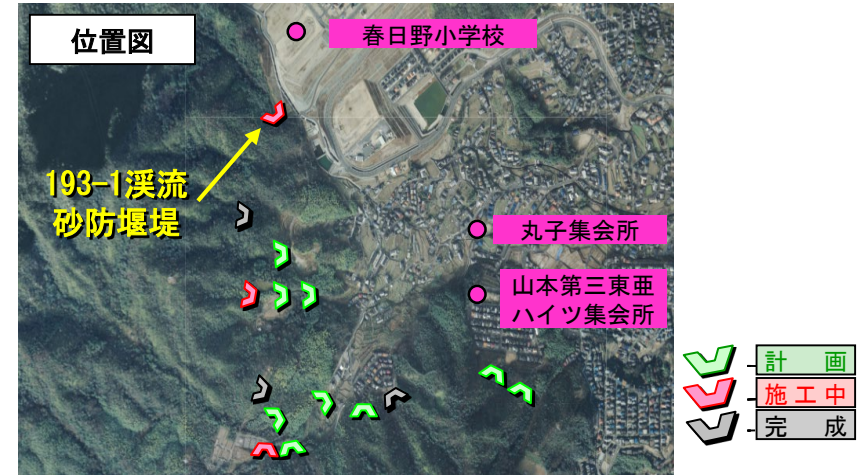 位置図
春日野小学校
193-1渓流
砂防堰堤
丸子集会所
山本第三東亜
ハイツ集会所
計 画
施工中
完 成